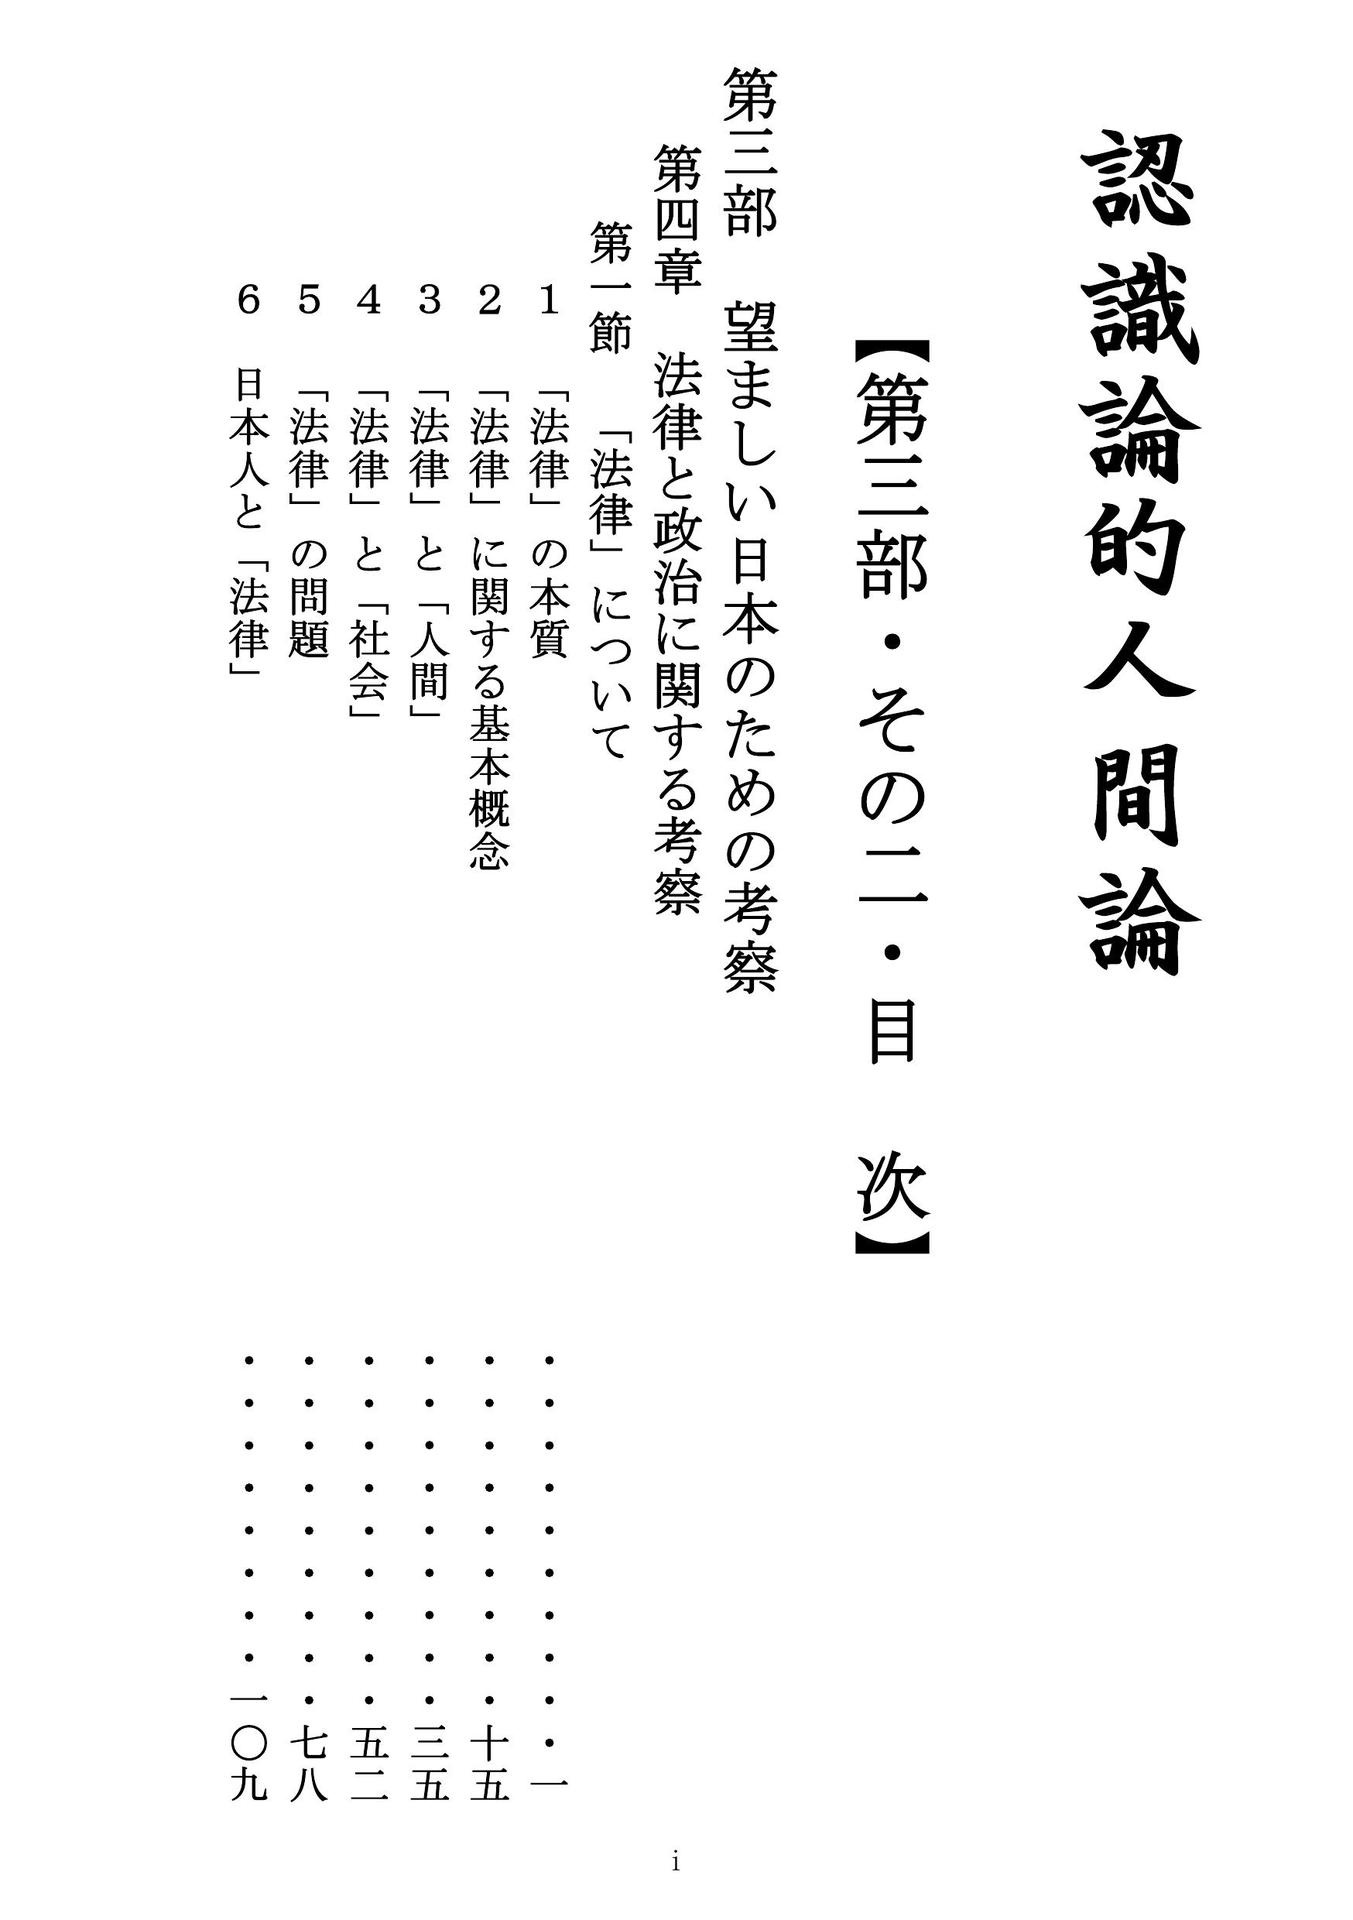 認識論的人間論
【第三部・その二・目　次】
第三部　望ましい日本のための考察
第四章　法律と政治に関する考察
第一節　「法律」について
1　「法律」の本質・・・・・・・・・・一
2　「法律」に関する基本概念・・・・・・・・・十五
3　「法律」と「人間」・・・・・・・・・三五
4　「法律」と「社会」・・・・・・・・・五二
5　「法律」の問題・・・・・・・・・七八
6　日本人と「法律」・・・・・・・・一〇九
i